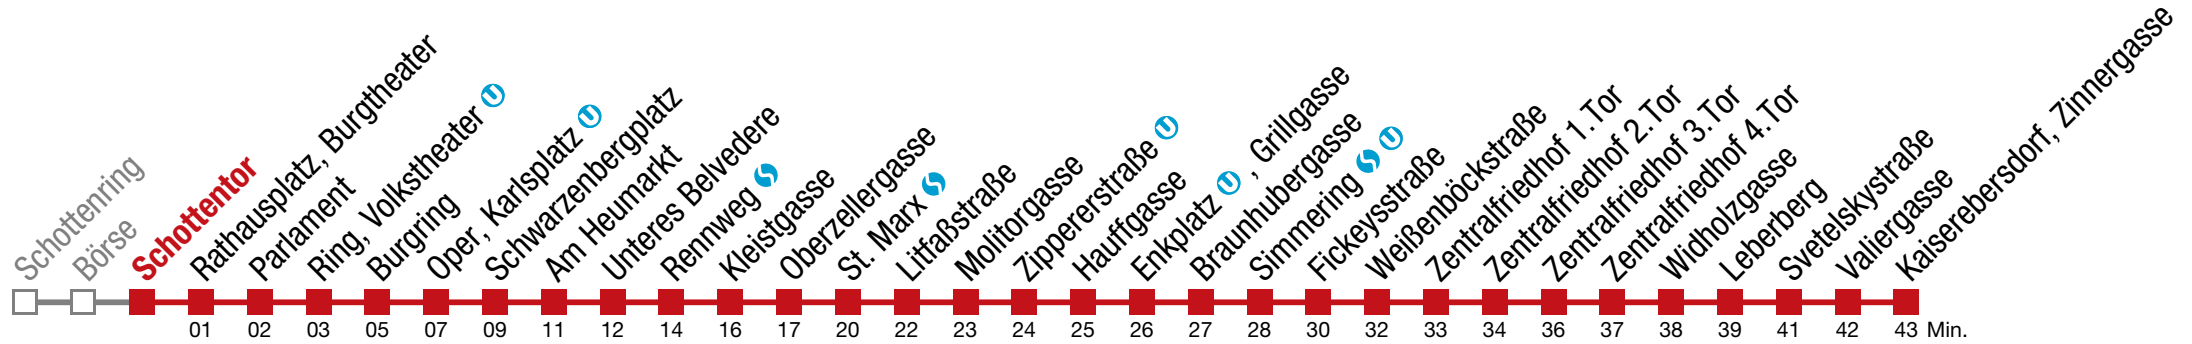 Schottenring
Börse
Schottentor
Rathausplatz, Burgtheater
Parlament
Ring, Volkstheater U
Burgring
Oper, Karlsplatz U
Schwarzenbergplatz
Am Heumarkt
Unteres Belvedere
Rennweg S
Kleistgasse
Oberzellergasse
St. Marx S
Litfaßstraße
Molitorgasse
Zippererstraße U
Hauffgasse
Enkplatz U, Grillgasse
Braunhubergasse
Simmering S U
Fickeysstraße
Weißenböckstraße
Zentralfriedhof 1.Tor
Zentralfriedhof 2.Tor
Zentralfriedhof 3.Tor
Zentralfriedhof 4.Tor
Widholzgasse
Leberberg
Svetelskystraße
Valiergasse
Kaiserebersdorf, Zinnergasse
01 02 03 05 07 09 11 12 14 16 17 20 22 23 24 25 26 27 28 30 32 33 34 36 37 38 39 41 42 43 Min.